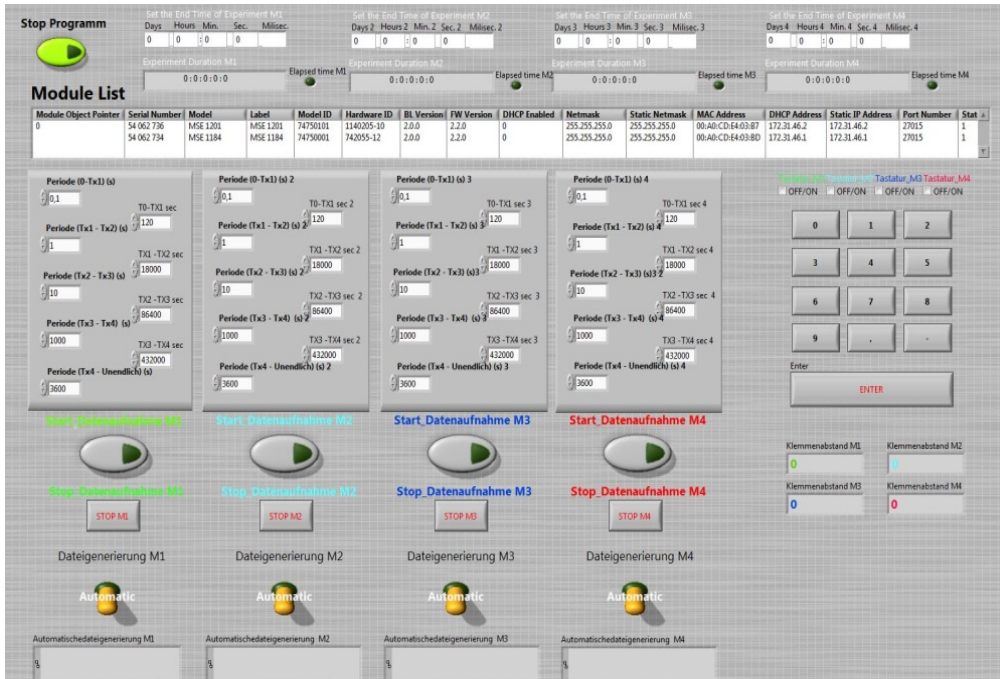 Stop Programm
Set the End Time of Experiment M1
Days Hours Min. Sec. Milisec.
0 0 : 0 0
Experiment Duration M1
0:0:0:0:0
Elapsed time M1
Set the End Time of Experiment M2
Days 2 Hours 2 Min. 2 Sec. 2 Milisec. 2
0 0 : 0 0
Experiment Duration M2
0:0:0:0:0
Elapsed time M2
Set the End Time of Experiment M3
Days 3 Hours 3 Min. 3 Sec. 3 Milisec. 3
0 0 : 0 0
Experiment Duration M3
0:0:0:0:0
Elapsed time M3
Set the End Time of Experiment M4
Days 4 Hours 4 Min. 4 Sec. 4 Milisec. 4
0 0 : 0 0
Experiment Duration M4
0:0:0:0:0
Elapsed time M4
Module List
Module Object Pointer Serial Number Model Label Model ID Hardware ID BL Version FW Version DHCP Enabled Netmask Static Netmask MAC Address DHCP Address Static IP Address Port Number Stat
0 54 062 736 MSE 1201 MSE 1201 74750101 1140205-10 2.0.0 2.2.0 0 255.255.255.0 255.255.255.0 00:A0:CD:E4:03:B7 172.31.46.2 172.31.46.2 27015 1
54 062 736 MSE 1184 MSE 1184 74750001 742055-12 2.0.0 2.2.0 0 255.255.255.0 255.255.255.0 00:A0:CD:E4:03:BD 172.31.46.1 172.31.46.1 27015 1
Periode (0-Tx1) (s)
0,1
T0-TX1 sec
120
Periode (Tx1 - Tx2) (s)
1
TX1 -TX2 sec
18000
Periode (Tx2 - Tx3) (s)
10
TX2 -TX3 sec
86400
Periode (Tx3 - Tx4) (s)
1000
TX3 -TX4 sec
432000
Periode (Tx4 - Unendlich) (s)
3600
Periode (0-Tx1) (s) 2
0,1
T0-TX1 sec 2
120
Periode (Tx1 - Tx2) (s) 2
1
TX1 -TX2 sec 2
18000
Periode (Tx2 - Tx3) (s) 2
10
TX2 -TX3 sec 2
86400
Periode (Tx3 - Tx4) (s) 2
1000
TX3 -TX4 sec 2
432000
Periode (Tx4 - Unendlich) (s) 2
3600
Periode (0-Tx1) (s) 3
0,1
T0-TX1 sec 3
120
Periode (Tx1 - Tx2) (s) 3
1
TX1 -TX2 sec 3
18000
Periode (Tx2 - Tx3) (s)3
10
TX2 -TX3 sec 3
86400
Periode (Tx3 - Tx4) (s) 3
1000
TX3 -TX4 sec 3
432000
Periode (Tx4 - Unendlich) (s) 3
3600
Periode (0-Tx1) (s) 4
0,1
T0-TX1 sec 4
120
Periode (Tx1 - Tx2) (s) 4
1
TX1 -TX2 sec 4
18000
Periode (Tx2 - Tx3) (s)3 2
10
TX2 -TX3 sec 4
86400
Periode (Tx3 - Tx4) (s) 4
1000
TX3 -TX4 sec 4
432000
Periode (Tx4 - Unendlich) (s) 4
3600
Tastatur_M1 Tastatur_M2 Tastatur_M3 Tastatur_M4
OFF/ON OFF/ON OFF/ON OFF/ON
0 1 2
3 4 5
6 7 8
9 . -
Enter
ENTER
Klemmenabstand M1 Klemmenabstand M2
0 0
Klemmenabstand M3 Klemmenabstand M4
0 0
Start_Datenaufnahme M1 Start_Datenaufnahme M2 Start_Datenaufnahme M3 Start_Datenaufnahme M4
Stop_Datenaufnahme M1 Stop_Datenaufnahme M2 Stop_Datenaufnahme M3 Stop_Datenaufnahme M4
STOP M1 STOP M2 STOP M3 STOP M4
Dateigenerierung M1 Dateigenerierung M2 Dateigenerierung M3 Dateigenerierung M4
Automatic Automatic Automatic Automatic
Automatischedateigenerierung M1 Automatischedateigenerierung M2 Automatischedateigenerierung M3 Automatischedateigenerierung M4